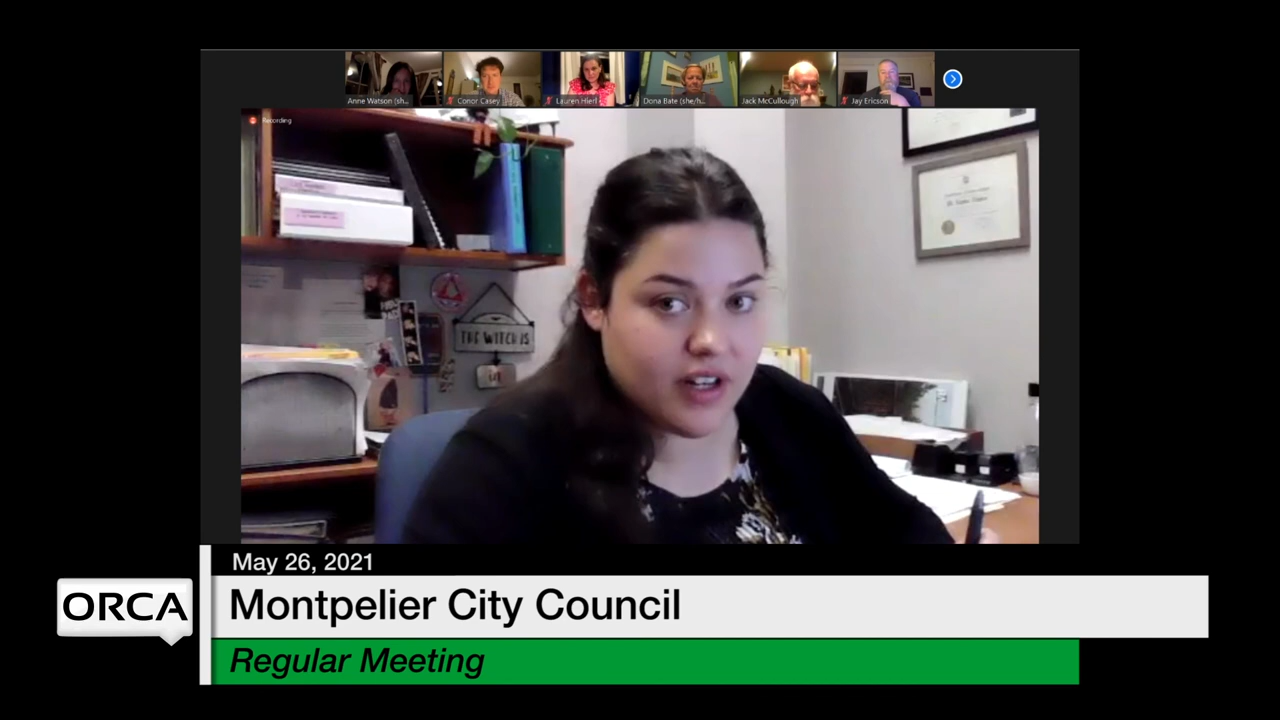 Anne Watson (sh...
Conor Casey
Lauren Hierl
Dona Bate (she/h...
Jack McCullough
Jay Ericson
Recording
THE WITCH IS
IN
May 26, 2021
ORCA
Montpelier City Council
Regular Meeting